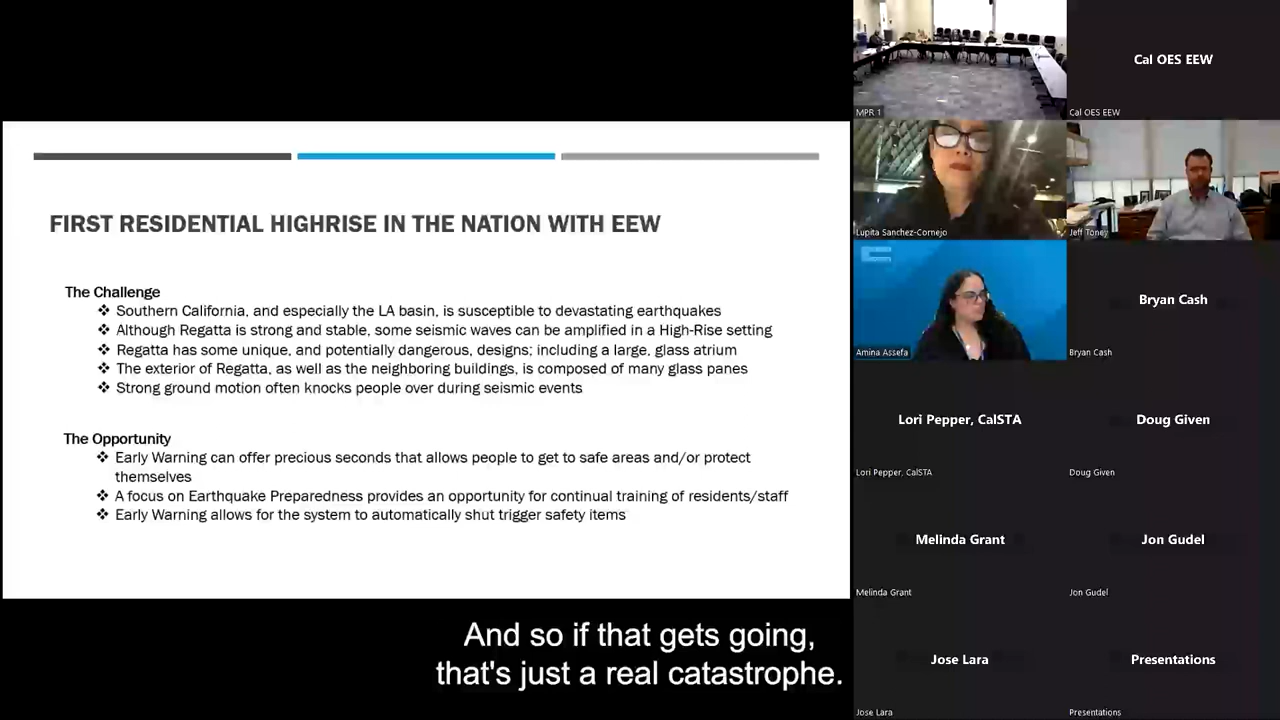 FIRST RESIDENTIAL HIGHRISE IN THE NATION WITH EEW
The Challenge
❖ Southern California, and especially the LA basin, is susceptible to devastating earthquakes
❖ Although Regatta is strong and stable, some seismic waves can be amplified in a High-Rise setting
❖ Regatta has some unique, and potentially dangerous, designs; including a large, glass atrium
❖ The exterior of Regatta, as well as the neighboring buildings, is composed of many glass panes
❖ Strong ground motion often knocks people over during seismic events
The Opportunity
❖ Early Warning can offer precious seconds that allows people to get to safe areas and/or protect
themselves
❖ A focus on Earthquake Preparedness provides an opportunity for continual training of residents/staff
❖ Early Warning allows for the system to automatically shut trigger safety items
And so if that gets going,
that's just a real catastrophe.
MPR 1
Cal OES EEW
Cal OES EEW
Lupita Sanchez-Cornejo
Jeff Toney
Amina Assefa
Bryan Cash
Bryan Cash
Lori Pepper, CalSTA
Lori Pepper, CalSTA
Doug Given
Doug Given
Melinda Grant
Melinda Grant
Jon Gudel
Jon Gudel
Jose Lara
Jose Lara
Presentations
Presentations